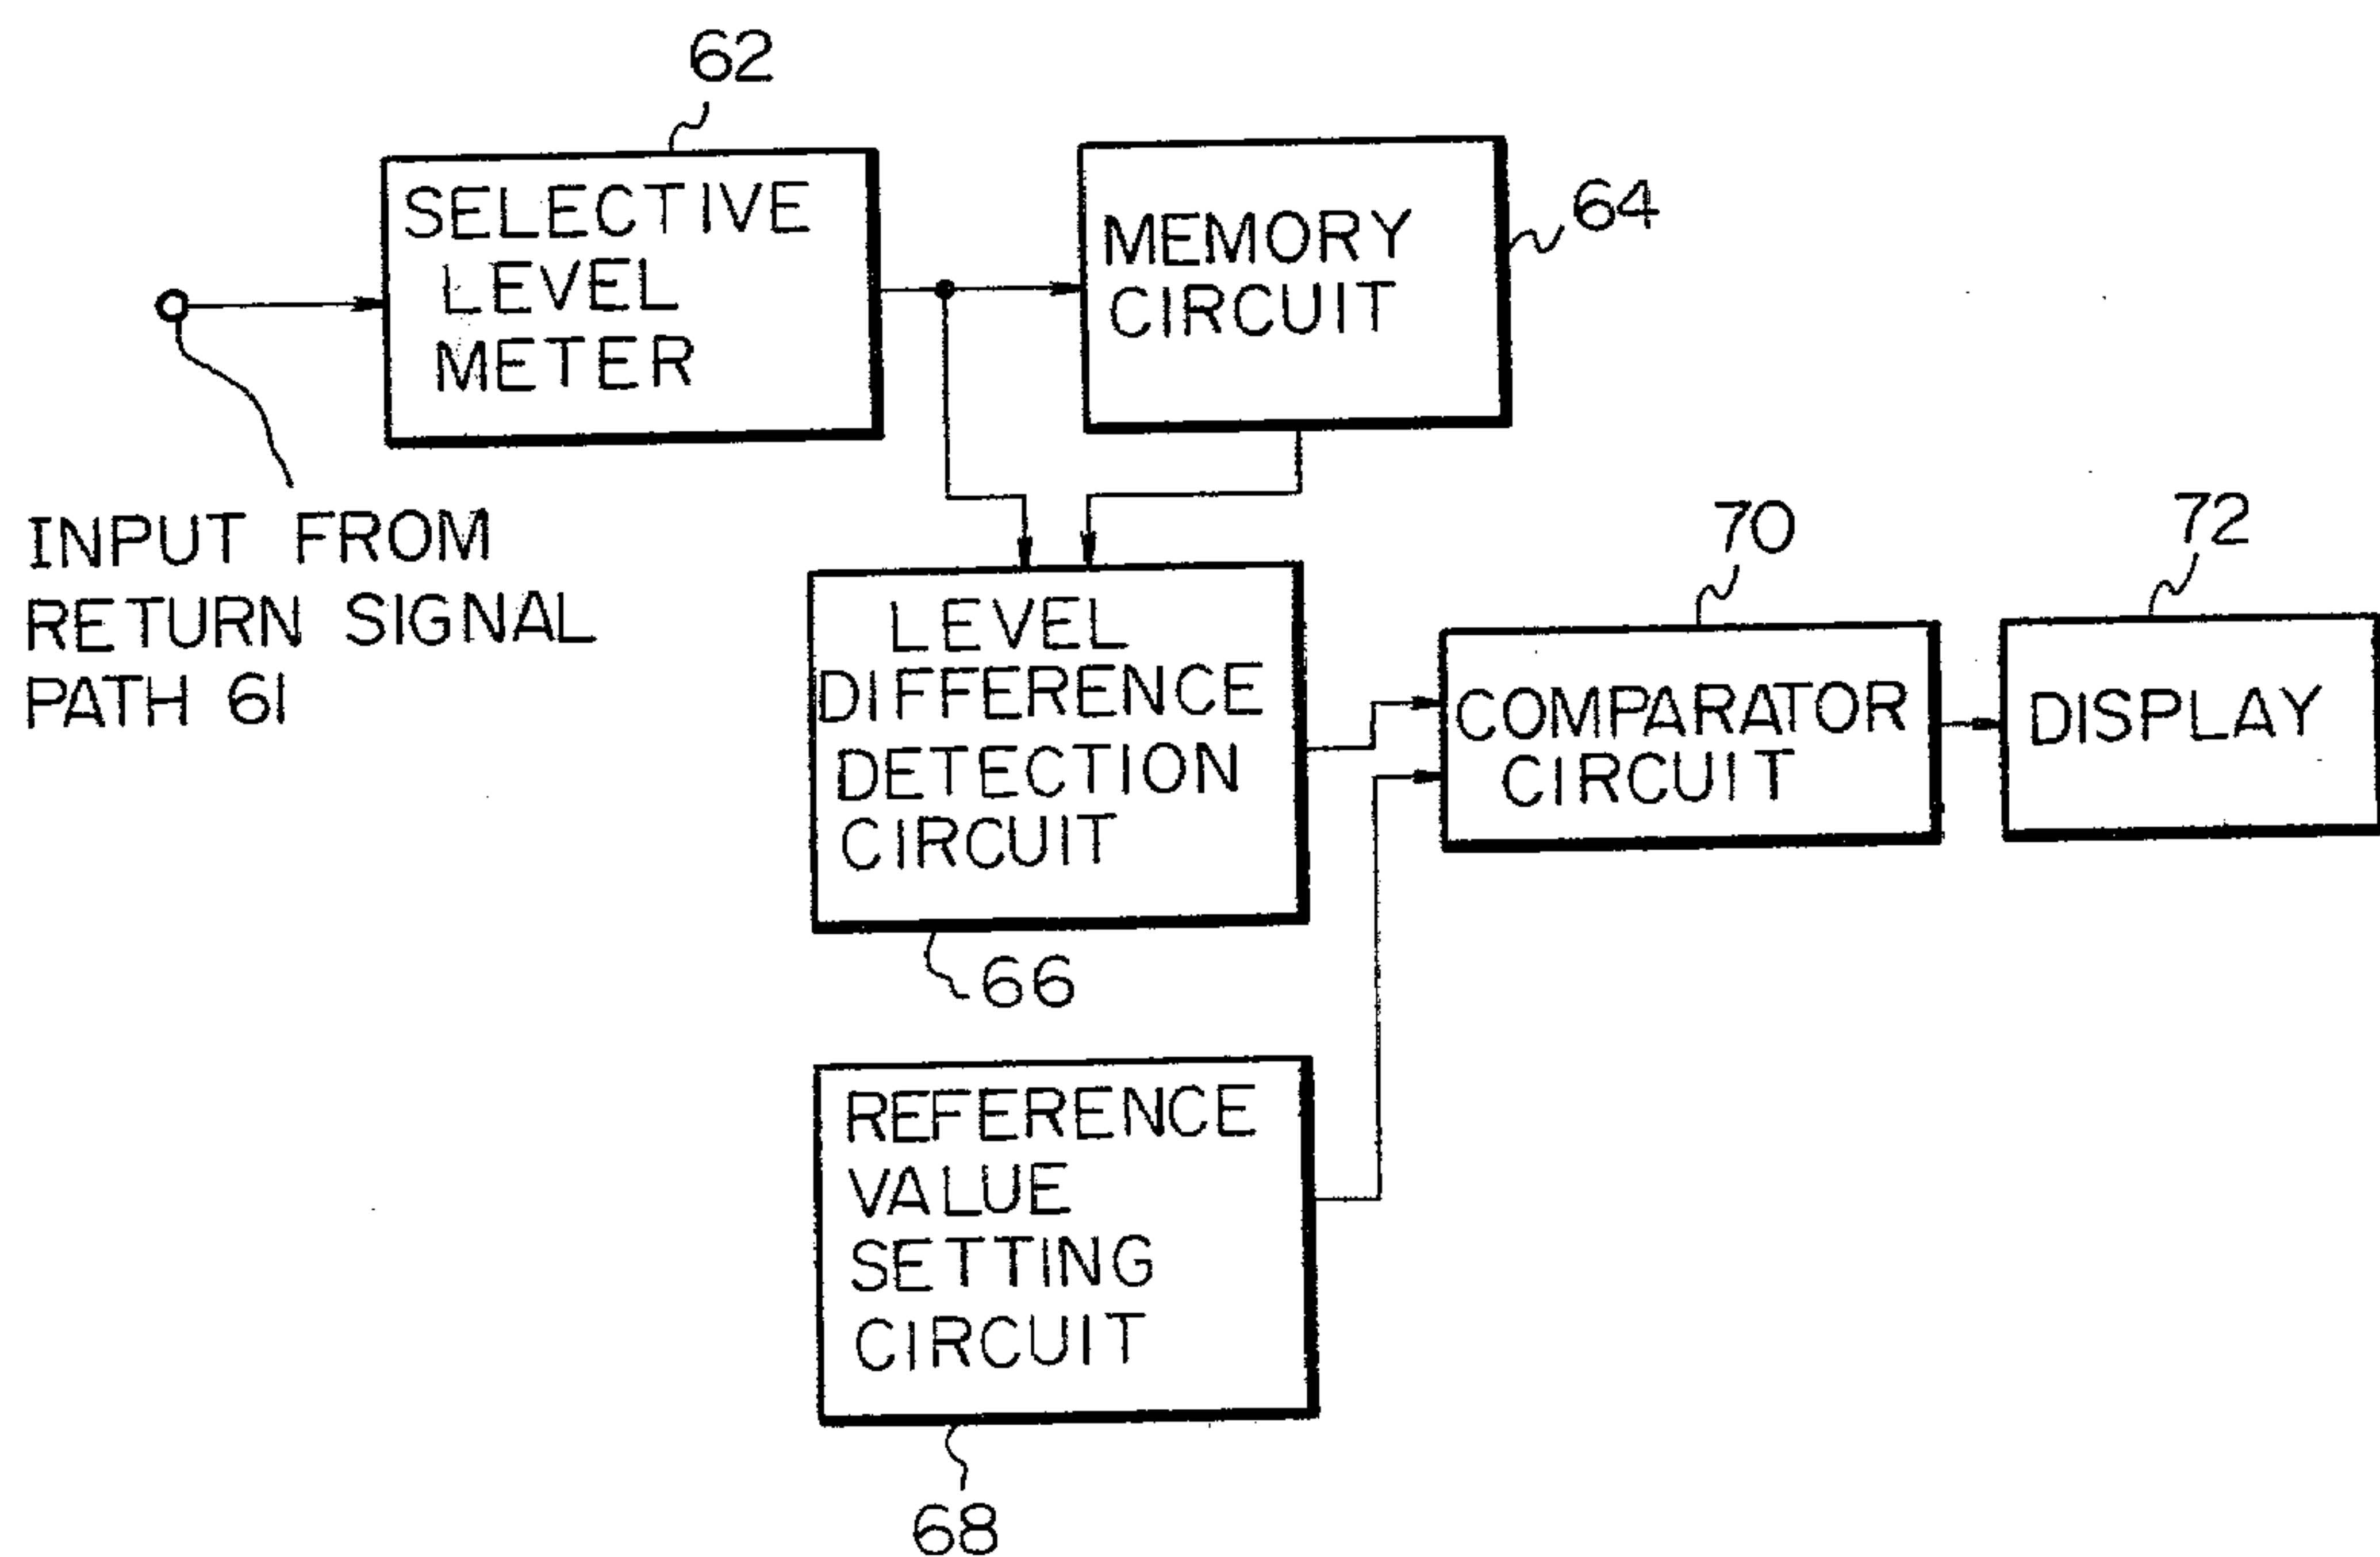 62
SELECTIVE
LEVEL
METER
MEMORY
CIRCUIT
64
INPUT FROM
RETURN SIGNAL
PATH 61
LEVEL
DIFFERENCE
DETECTION
CIRCUIT
66
70
COMPARATOR
CIRCUIT
72
DISPLAY
REFERENCE
VALUE
SETTING
CIRCUIT
68